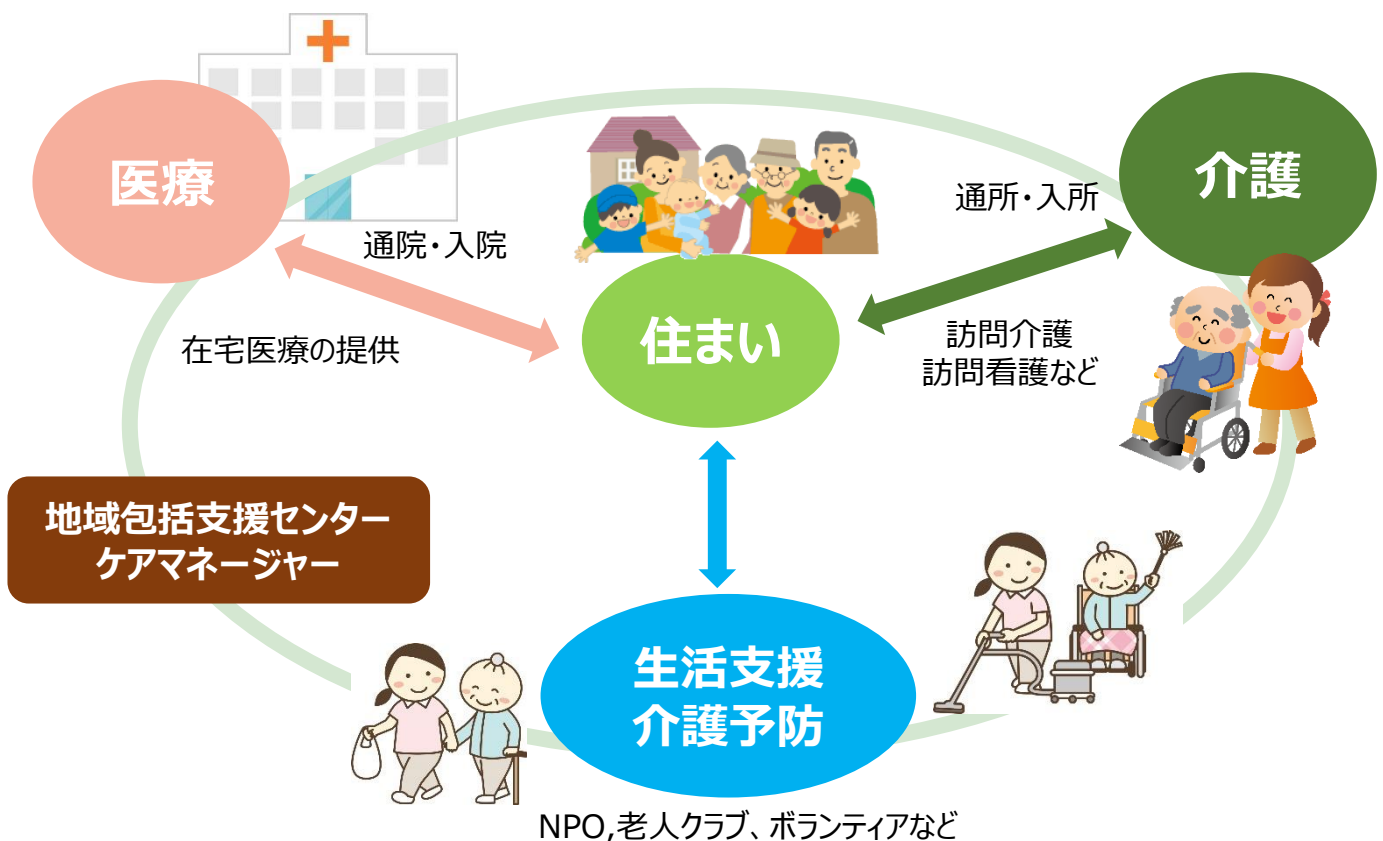 医療
介護
通所・入所
通院・入院
住まい
在宅医療の提供
訪問介護
訪問看護など
地域包括支援センター
ケアマネージャー
生活支援
介護予防
NPO,老人クラブ、ボランティアなど